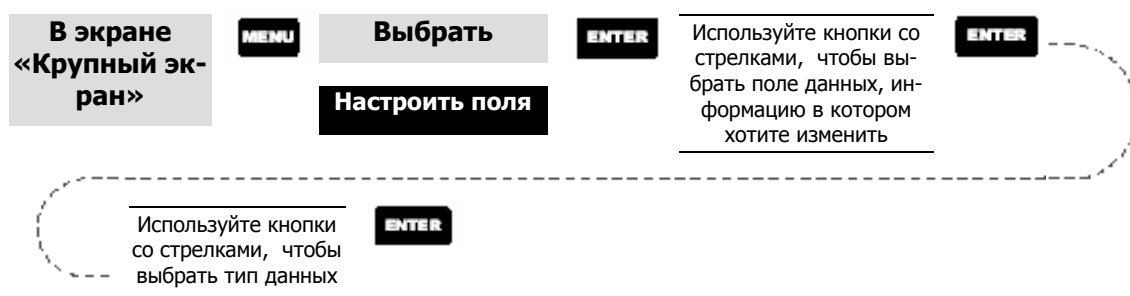 В экране
«Крупный эк-
ран»
MENU
Выбрать
Настроить поля
ENTER
Используйте кнопки со
стрелками, чтобы вы-
брать поле данных, ин-
формацию в котором
хотите изменить
ENTER
Используйте кнопки
со стрелками, чтобы
выбрать тип данных
ENTER